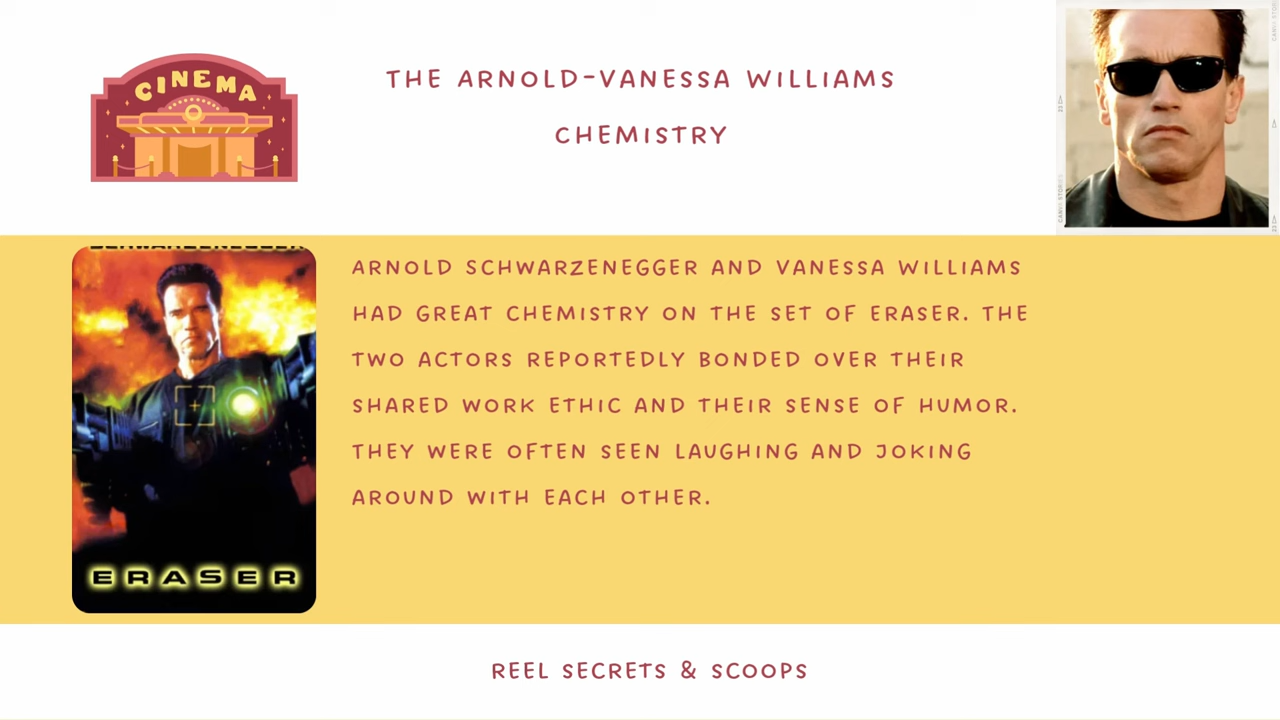 CINEMA
THE ARNOLD-VANESSA WILLIAMS
CHEMISTRY
ARNOLD SCHWARZENEGGER AND VANESSA WILLIAMS
HAD GREAT CHEMISTRY ON THE SET OF ERASER. THE
TWO ACTORS REPORTEDLY BONDED OVER THEIR
SHARED WORK ETHIC AND THEIR SENSE OF HUMOR.
THEY WERE OFTEN SEEN LAUGHING AND JOKING
AROUND WITH EACH OTHER.
ERASER
REEL SECRETS & SCOOPS